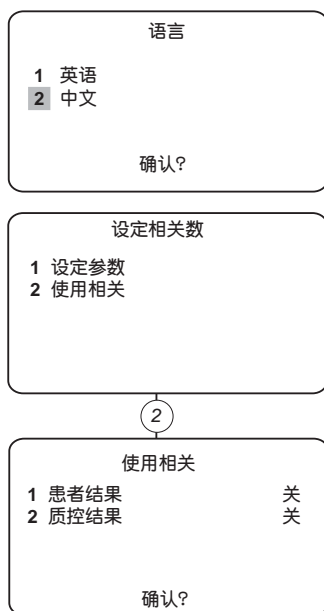 语言
1 英语
2 中文
确认?
设定相关数
1 设定参数
2 使用相关
2
使用相关
1 患者结果 关
2 质控结果 关
确认?